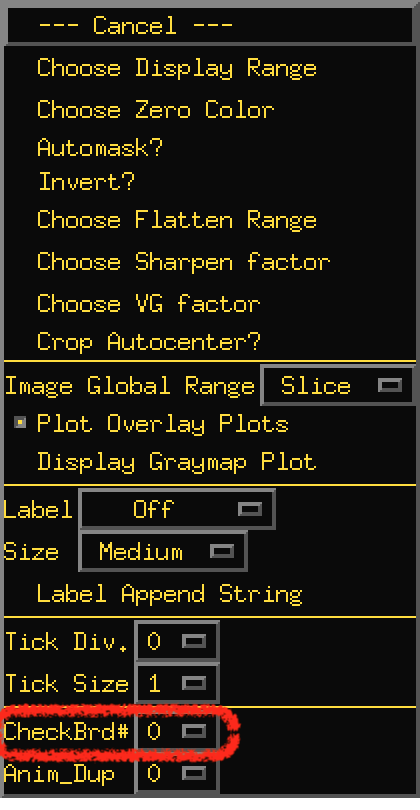 --- Cancel ---
Choose Display Range
Choose Zero Color
Automask?
Invert?
Choose Flatten Range
Choose Sharpen factor
Choose VG factor
Crop Autocenter?
Image Global Range Slice
Plot Overlay Plots
Display Graymap Plot
Label Off
Size Medium
Label Append String
Tick Div. 0
Tick Size 1
CheckBrd# 0
Anim_Dup 0